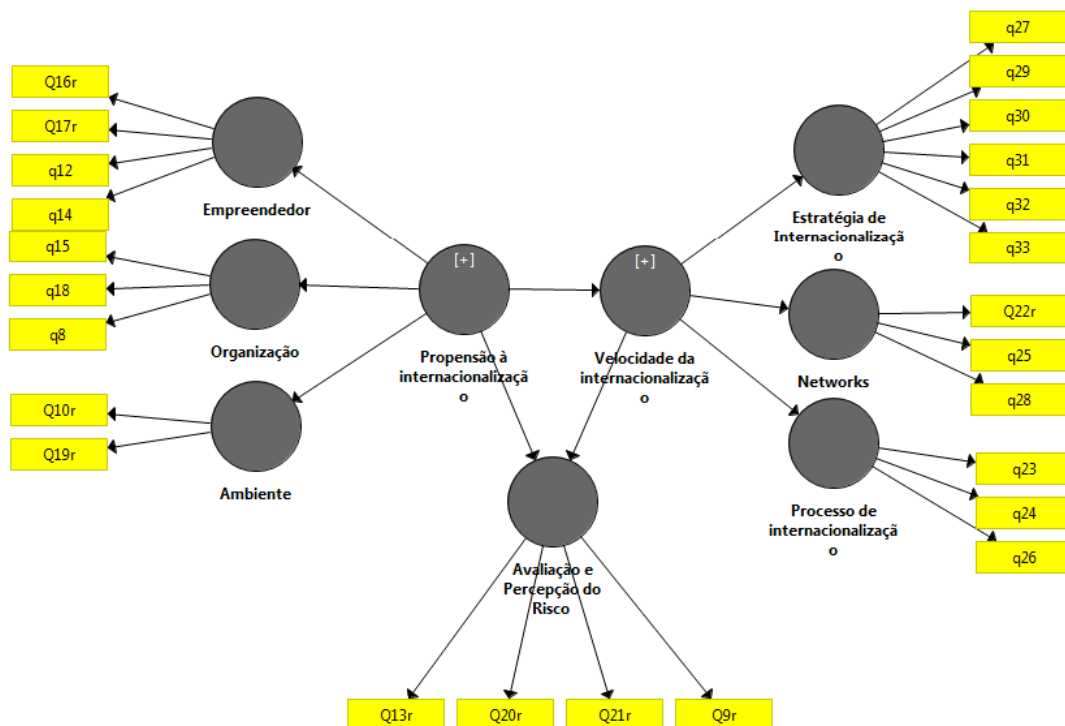 q27
Q16r
q29
Q17r
q30
q12
q31
q14
q32
Empreendedor
Estratégia de
Internacionalizaçã
o
q15
q33
[+]
[+]
q18
q8
Organização
Propensão à
internacionalizaçã
o
Velocidade da
internacionalizaçã
o
Q22r
q25
Networks
q28
Q10r
Q19r
Ambiente
q23
Processo de
internacionalizaçã
o
q24
q26
Avaliação e
Percepção do
Risco
Q13r
Q20r
Q21r
Q9r